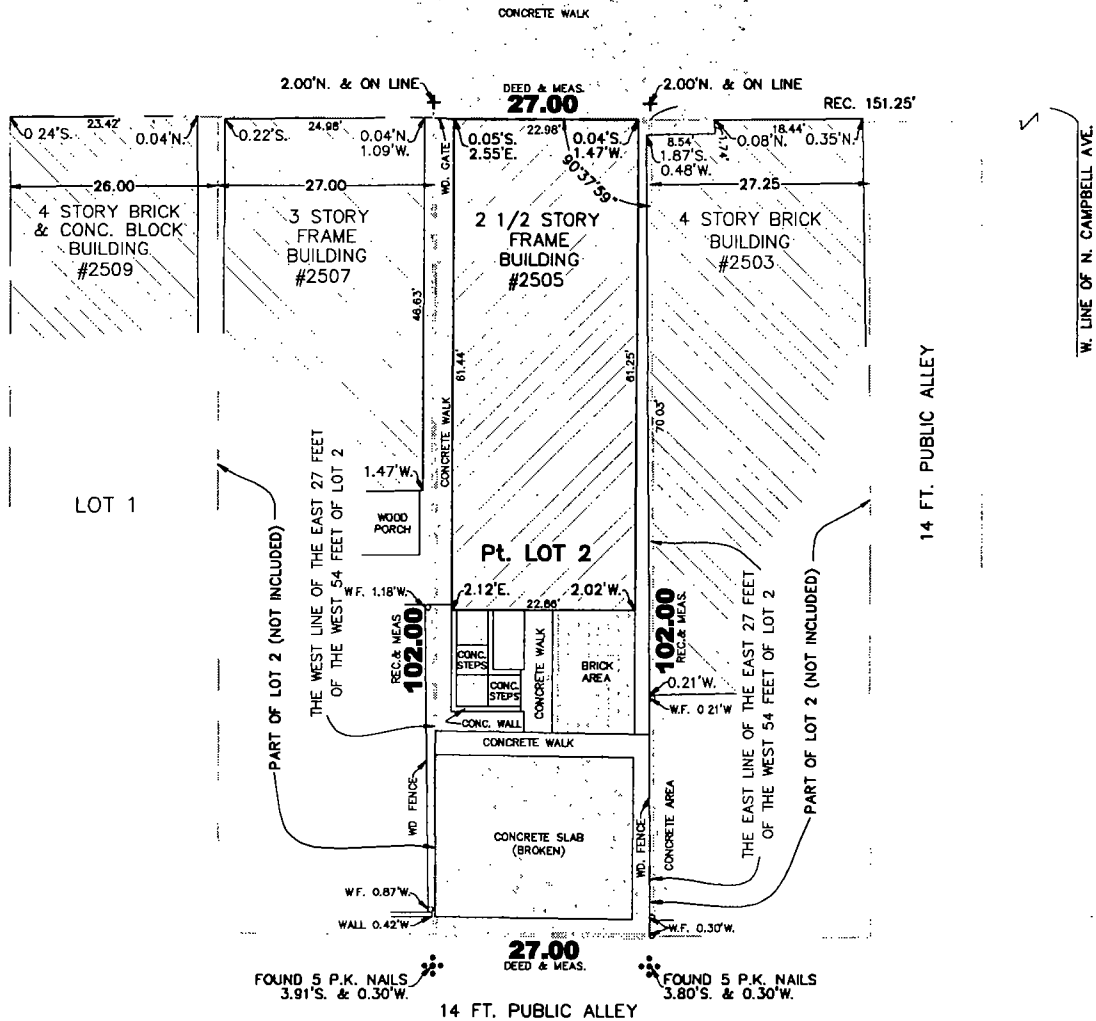 CONCRETE WALK
2.00'N. & ON LINE
DEED & MEAS.
27.00
2.00'N. & ON LINE
REC. 151.25'
W. LINE OF N. CAMPBELL AVE.
0.24'S.
23.42'
0.04'N.
0.22'S.
24.98'
0.04'N.
1.09'W.
WD. GATE
0.05'S.
2.55'E.
22.98'
0.04'S.
1.47'W.
90°37'59"
8.54'
1.74'
1.87'S.
0.48'W.
18.44'
0.08'N.
0.35'N.
26.00
27.00
27.25
4 STORY BRICK
& CONC. BLOCK
BUILDING
#2509
3 STORY
FRAME
BUILDING
#2507
2 1/2 STORY
FRAME
BUILDING
#2505
4 STORY BRICK
BUILDING
#2503
48.63'
61.44'
61.25'
70.03'
CONCRETE WALK
14 FT. PUBLIC ALLEY
LOT 1
1.47'W.
WOOD
PORCH
Pt. LOT 2
THE WEST LINE OF THE EAST 27 FEET
OF THE WEST 54 FEET OF LOT 2
PART OF LOT 2 (NOT INCLUDED)
W.F. 1.18'W.
2.12'E.
22.86'
2.02'W.
REC.& MEAS
102.00
102.00
REC.& MEAS.
CONC.
STEPS
CONC.
STEPS
CONCRETE WALK
BRICK
AREA
CONC. WALL
CONCRETE WALK
0.21'W.
W.F. 0.21'W
THE EAST LINE OF THE EAST 27 FEET
OF THE WEST 54 FEET OF LOT 2
PART OF LOT 2 (NOT INCLUDED)
WD FENCE
CONCRETE SLAB
(BROKEN)
WD. FENCE
CONCRETE AREA
W.F. 0.87'W.
WALL 0.42'W
W.F. 0.30'W.
27.00
DEED & MEAS.
FOUND 5 P.K. NAILS
3.91'S. & 0.30'W.
FOUND 5 P.K. NAILS
3.80'S. & 0.30'W.
14 FT. PUBLIC ALLEY